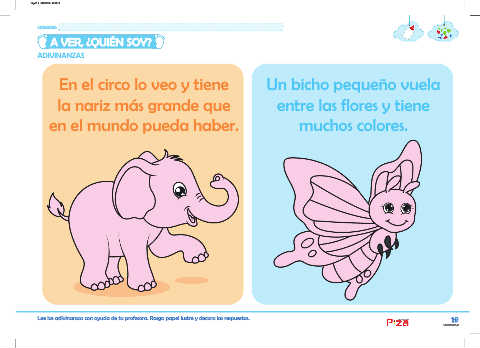 A VER, ¿QUIÉN SOY?
ADIVINANZAS
En el circo lo veo y tiene
la nariz más grande que
en el mundo pueda haber.
Un bicho pequeño vuela
entre las flores y tiene
muchos colores.
Lee las adivinanzas con ayuda de tu profesora. Rasga papel lustre y decora las respuestas.